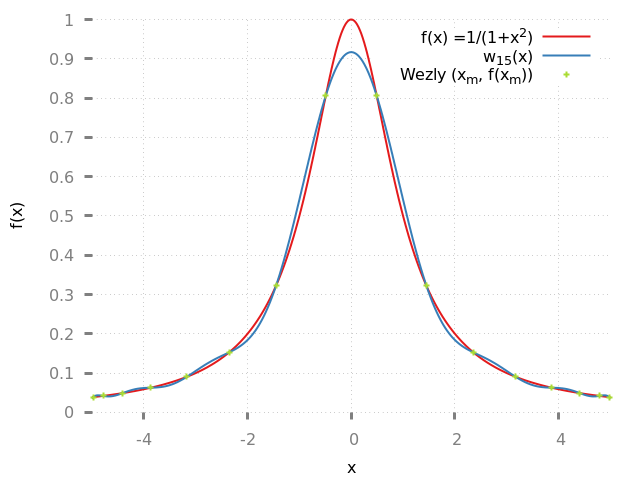 f(x) =1/(1+x²)
w₁₅(x)
Wezly (xₘ, f(xₘ))
1
0.9
0.8
0.7
0.6
0.5
0.4
0.3
0.2
0.1
0
f(x)
-4 -2 0 2 4
x